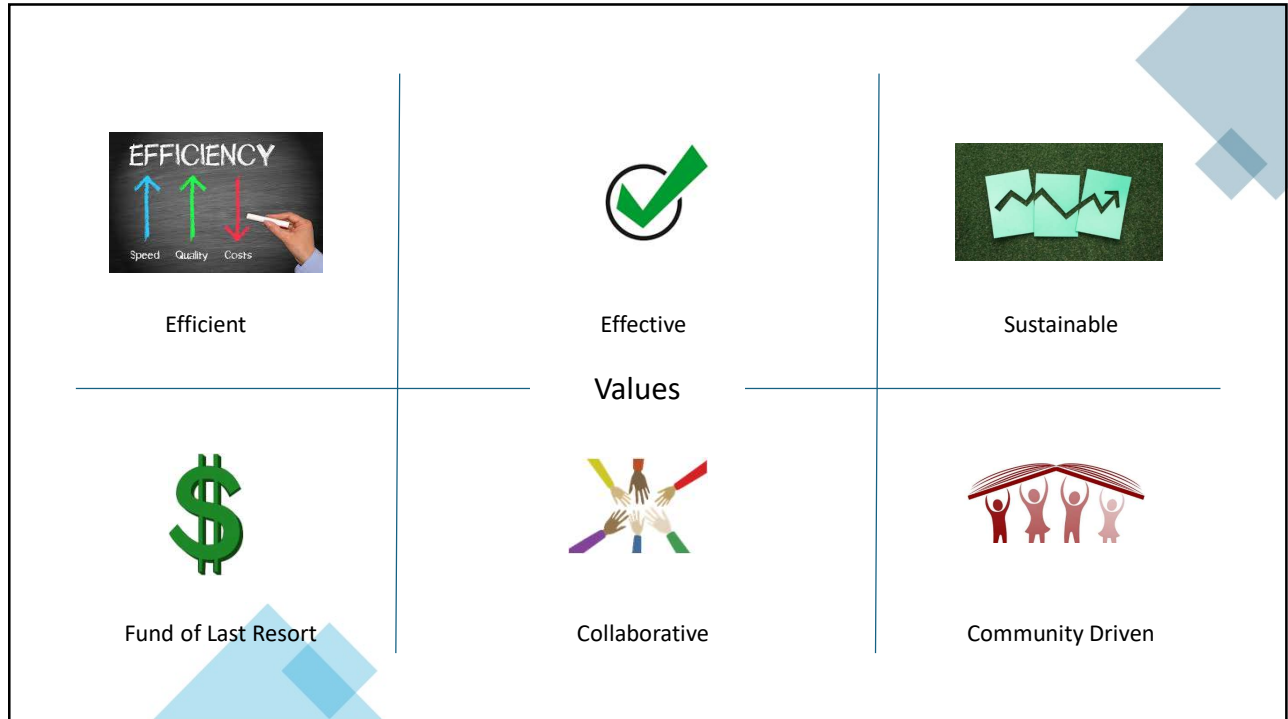 EFFICIENCY
Speed Quality Costs
Efficient
Effective
Sustainable
Values
Fund of Last Resort
Collaborative
Community Driven